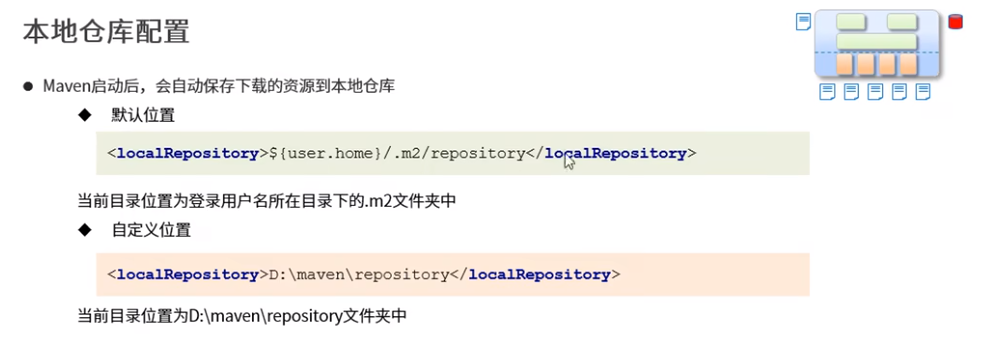 本地仓库配置
● Maven启动后，会自动保存下载的资源到本地仓库
◆ 默认位置
<localRepository>${user.home}/.m2/repository</localRepository>
当前目录位置为登录用户名所在目录下的.m2文件夹中
◆ 自定义位置
<localRepository>D:\maven\repository</localRepository>
当前目录位置为D:\maven\repository文件夹中